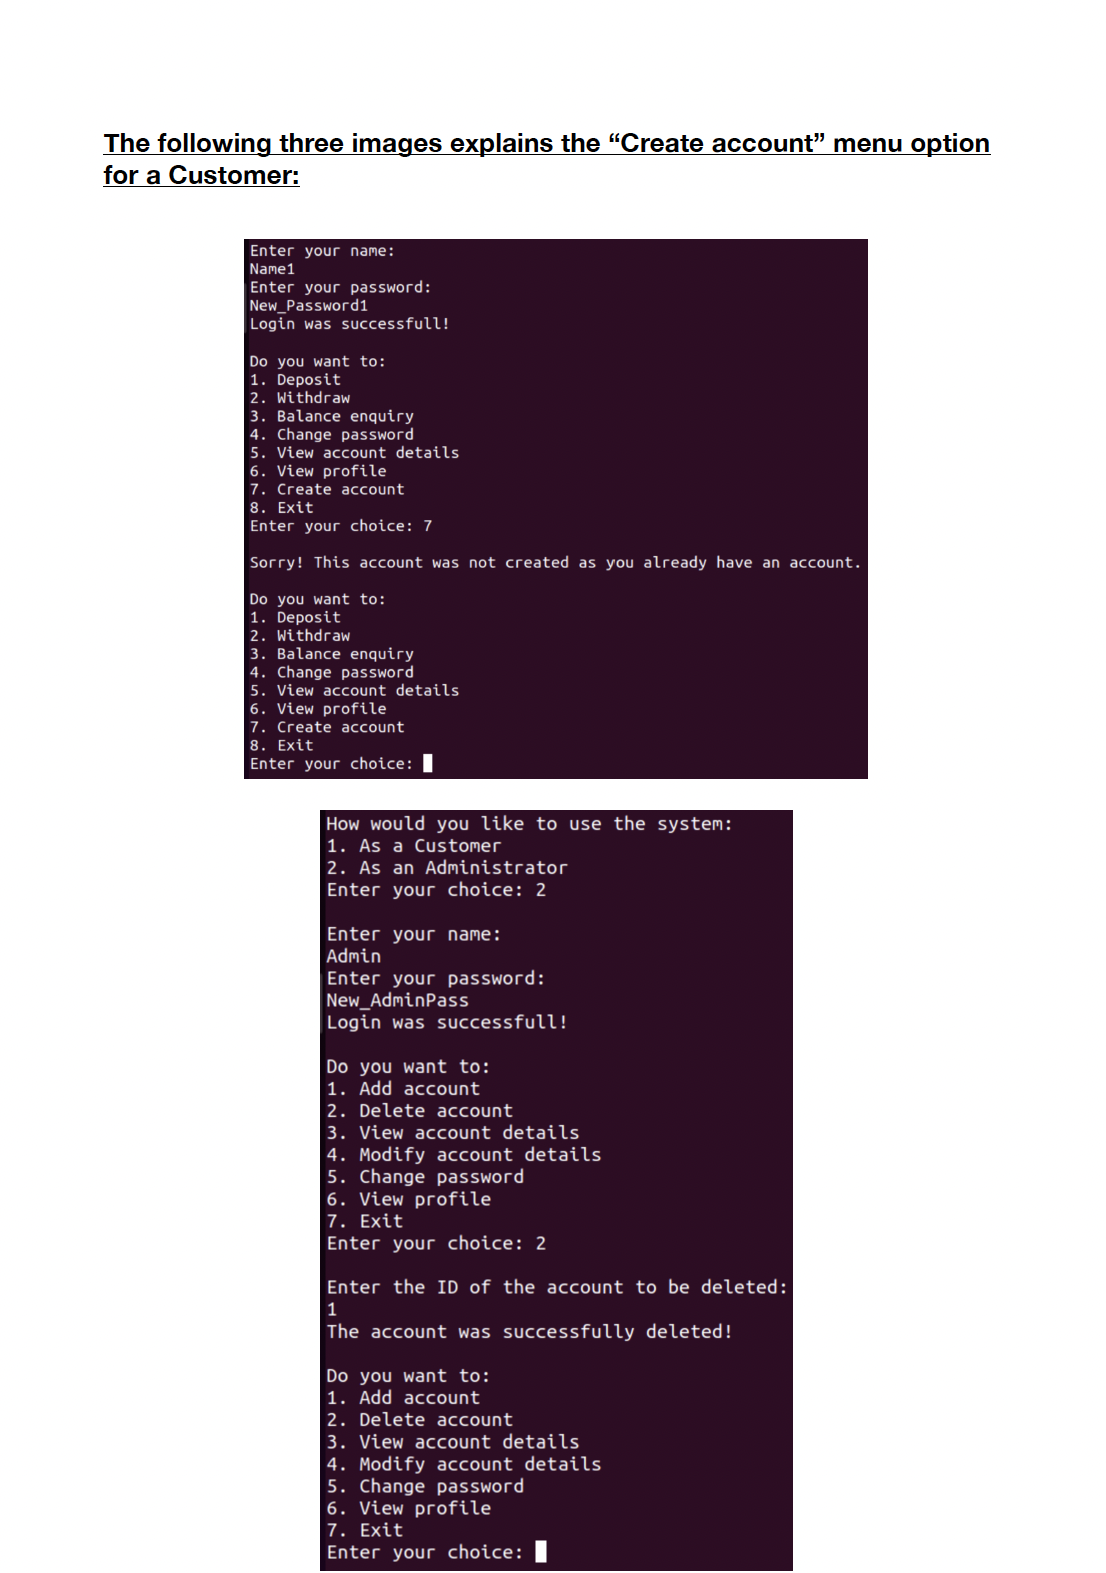 The following three images explains the “Create account” menu option
for a Customer:
Enter your name:
Name1
Enter your password:
New_Password1
Login was successfull!
Do you want to:
1. Deposit
2. Withdraw
3. Balance enquiry
4. Change password
5. View account details
6. View profile
7. Create account
8. Exit
Enter your choice: 7
Sorry! This account was not created as you already have an account.
Do you want to:
1. Deposit
2. Withdraw
3. Balance enquiry
4. Change password
5. View account details
6. View profile
7. Create account
8. Exit
Enter your choice:
How would you like to use the system:
1. As a Customer
2. As an Administrator
Enter your choice: 2
Enter your name:
Admin
Enter your password:
New_AdminPass
Login was successfull!
Do you want to:
1. Add account
2. Delete account
3. View account details
4. Modify account details
5. Change password
6. View profile
7. Exit
Enter your choice: 2
Enter the ID of the account to be deleted:
1
The account was successfully deleted!
Do you want to:
1. Add account
2. Delete account
3. View account details
4. Modify account details
5. Change password
6. View profile
7. Exit
Enter your choice: